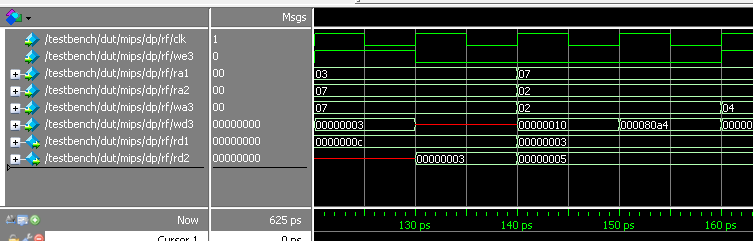 Msgs
/testbench/dut/mips/dp/rf/clk 1
/testbench/dut/mips/dp/rf/we3 0
/testbench/dut/mips/dp/rf/ra1 00 03 07
/testbench/dut/mips/dp/rf/ra2 00 07 02
/testbench/dut/mips/dp/rf/wa3 00 07 02 04
/testbench/dut/mips/dp/rf/wd3 00000000 00000003 00000010 000080a4 00000
/testbench/dut/mips/dp/rf/rd1 00000000 0000000c 00000003
/testbench/dut/mips/dp/rf/rd2 00000000 00000003 00000005
Now 625 ps 130 ps 140 ps 150 ps 160 ps
Cursor 1 0 ps